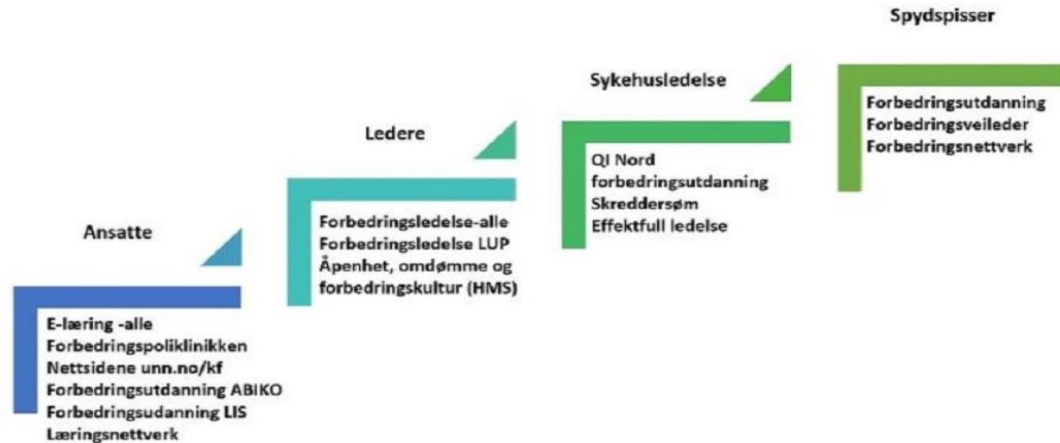 Ansatte
E-læring -alle
Forbedringspoliklinikken
Nettsidene unn.no/kf
Forbedringsutdanning ABIKO
Forbedringsudanning LIS
Læringsnettverk
Ledere
Forbedringsledelse-alle
Forbedringsledelse LUP
Åpenhet, omdømme og
forbedringskultur (HMS)
Sykehusledelse
QI Nord
forbedringsutdanning
Skreddersøm
Effektfull ledelse
Spydspisser
Forbedringsutdanning
Forbedringsveileder
Forbedringsnettverk